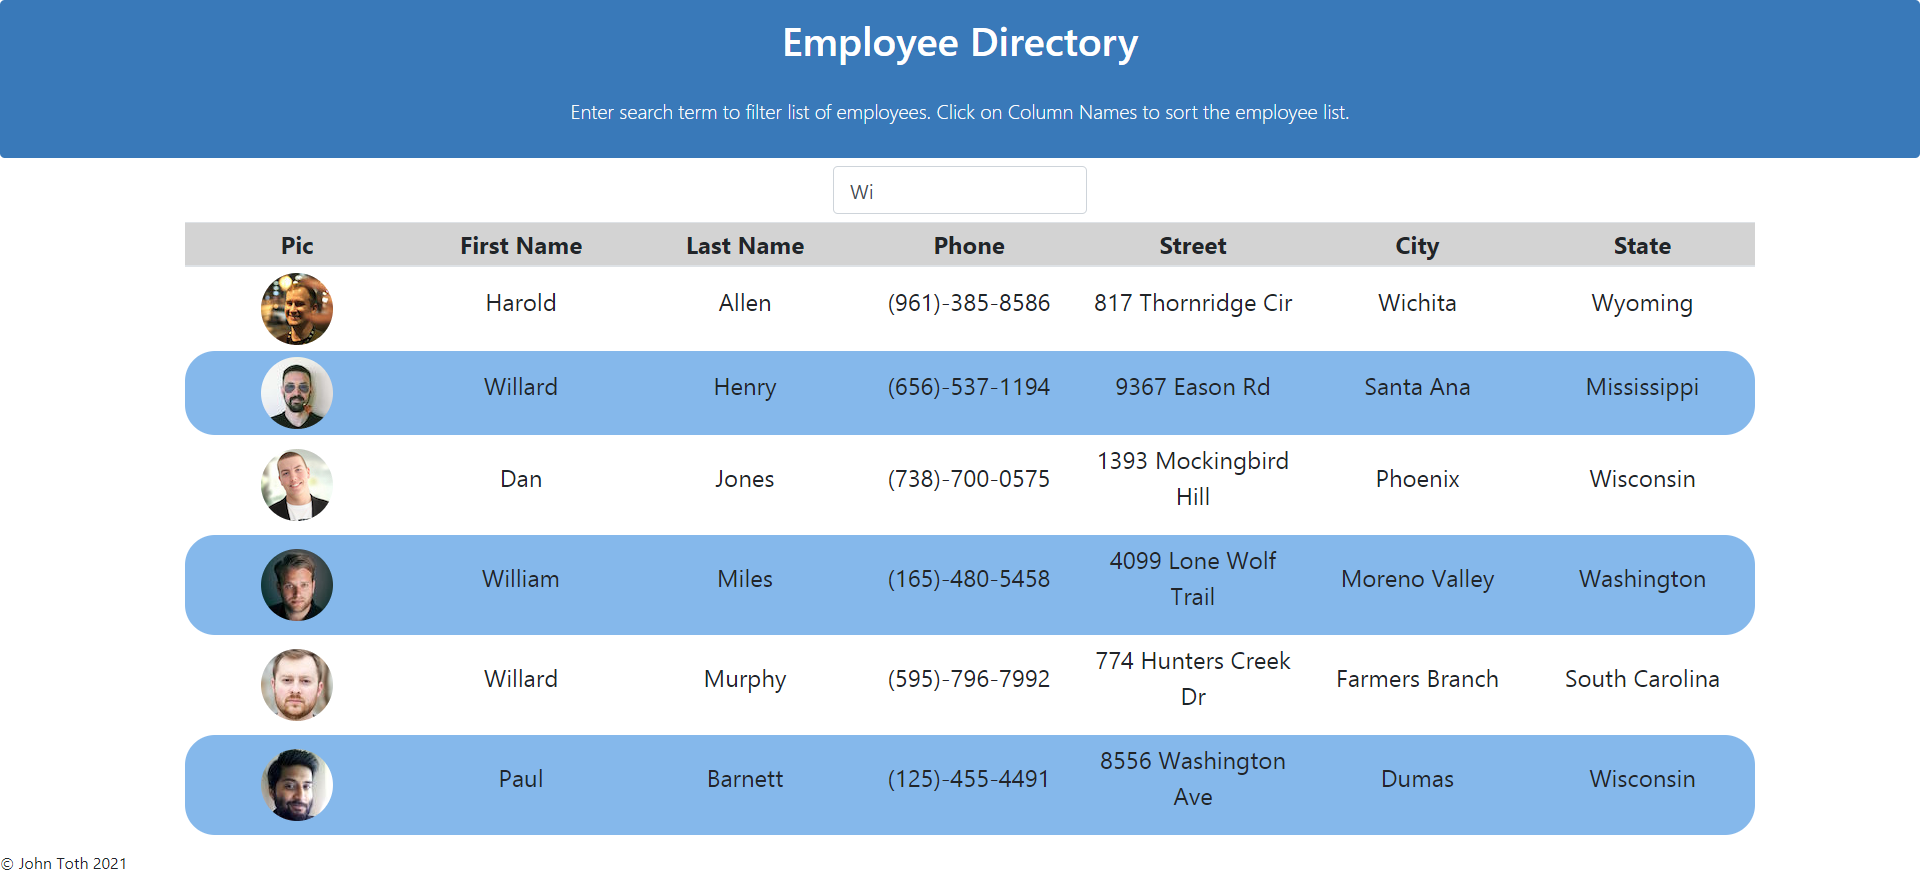 Employee Directory
Enter search term to filter list of employees. Click on Column Names to sort the employee list.
Wi
Pic First Name Last Name Phone Street City State
Harold Allen (961)-385-8586 817 Thornridge Cir Wichita Wyoming
Willard Henry (656)-537-1194 9367 Eason Rd Santa Ana Mississippi
Dan Jones (738)-700-0575 1393 Mockingbird Hill Phoenix Wisconsin
William Miles (165)-480-5458 4099 Lone Wolf Trail Moreno Valley Washington
Willard Murphy (595)-796-7992 774 Hunters Creek Dr Farmers Branch South Carolina
Paul Barnett (125)-455-4491 8556 Washington Ave Dumas Wisconsin
© John Toth 2021